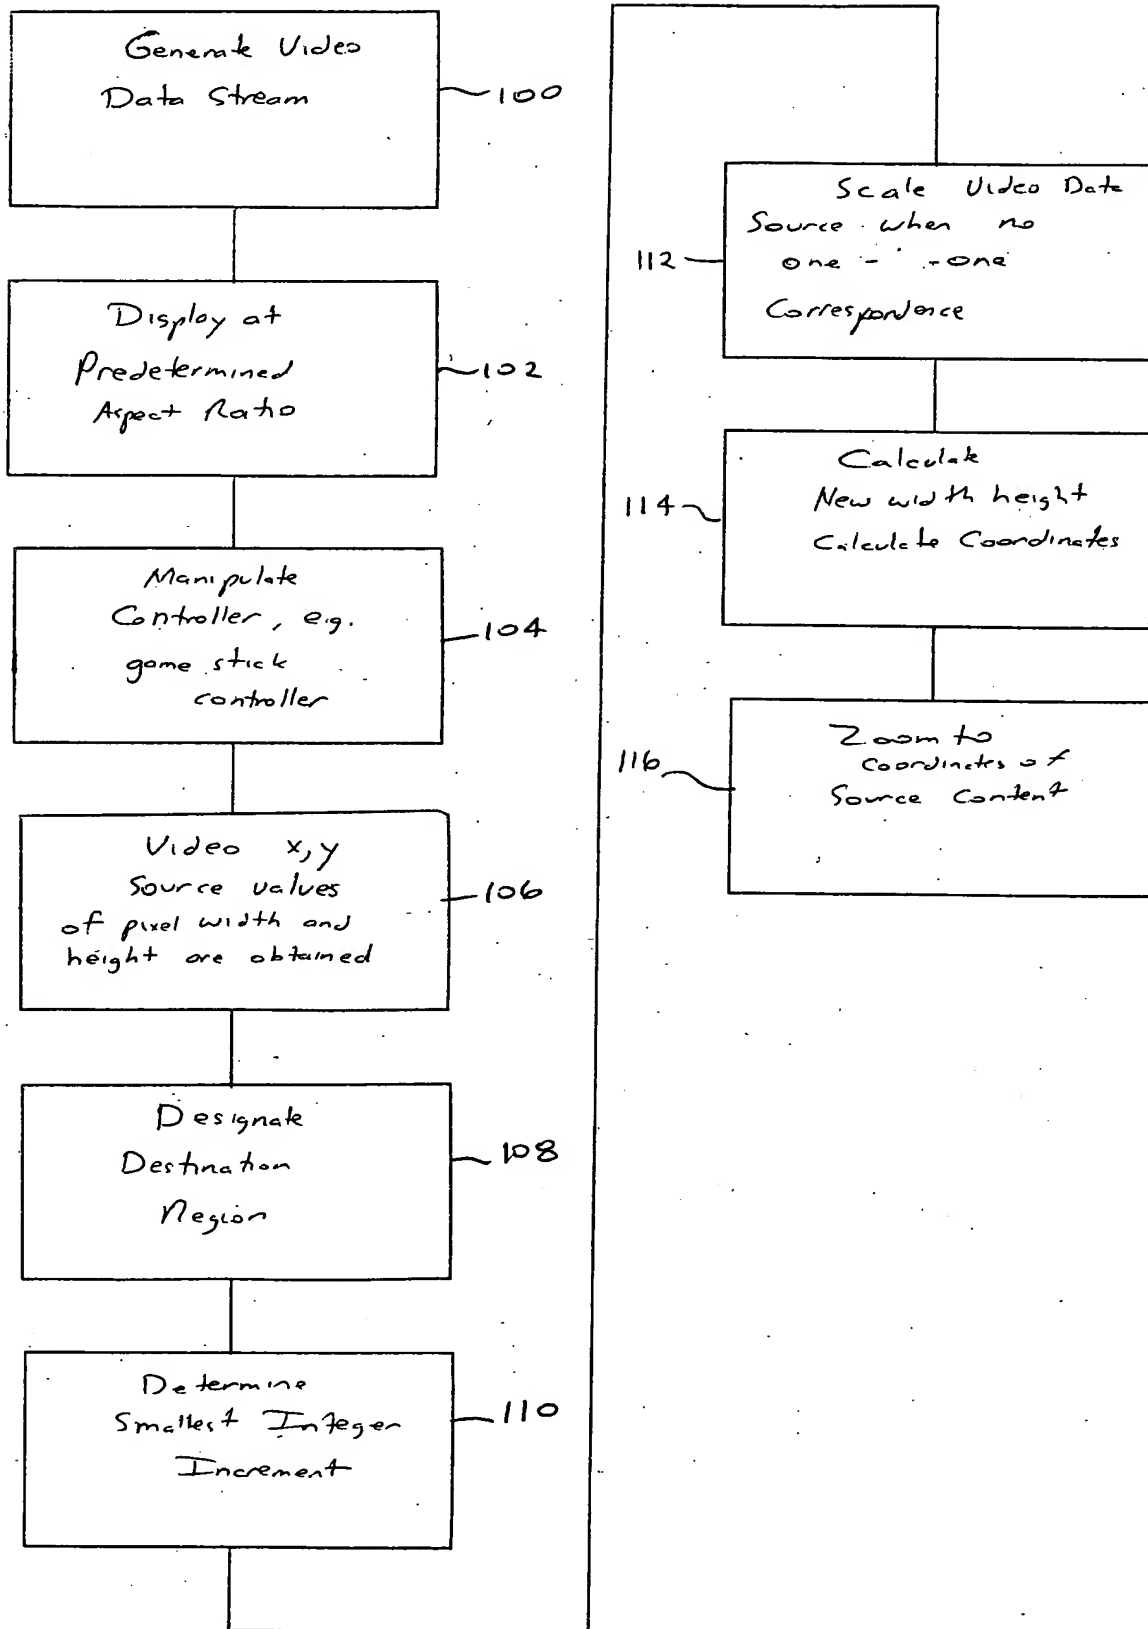 Generate Video
Data Stream
100
Display at
Predetermined
Aspect Ratio
102
Manipulate
Controller, e.g.
game stick
controller
104
Video x,y
Source values
of pixel width and
height are obtained
106
Designate
Destination
Region
108
Determine
Smallest Integer
Increment
110
Scale Video Data
Source when no
one - -one
Correspondence
112
Calculate
New width height
Calculate Coordinates
114
Zoom to
Coordinates of
Source Content
116